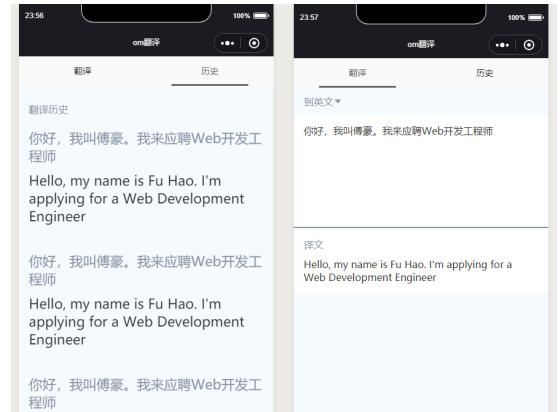 23:56
100%
om翻译
翻译
历史
翻译历史
你好，我叫傅豪。我来应聘Web开发工
程师
Hello, my name is Fu Hao. I'm
applying for a Web Development
Engineer
你好，我叫傅豪。我来应聘Web开发工
程师
Hello, my name is Fu Hao. I'm
applying for a Web Development
Engineer
你好，我叫傅豪。我来应聘Web开发工
程师
23:57
100%
om翻译
翻译
历史
到英文▼
你好，我叫傅豪。我来应聘Web开发工程师
译文
Hello, my name is Fu Hao. I'm applying for a
Web Development Engineer